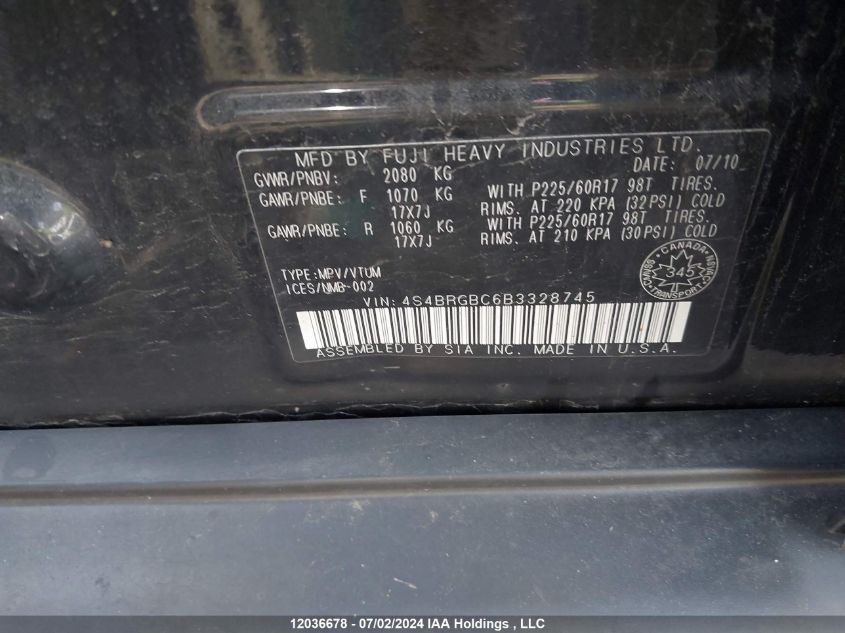 MFD BY FUJI HEAVY INDUSTRIES LTD.
DATE: 07/10
GVWR/PNBV: 2080 KG
GAWR/PNBE: F 1070 KG WITH P225/60R17 98T TIRES.
17X7J RIMS. AT 220 KPA (32PSI) COLD
GAWR/PNBE: R 1060 KG WITH P225/60R17 98T TIRES.
17X7J RIMS. AT 210 KPA (30PSI) COLD
CANADA
345
TRANSPORT
TYPE:MPV/VTUM
ICES/NMB-002
VIN: 4S4BRGBC6B3328745
ASSEMBLED BY SIA INC. MADE IN U.S.A.
12036678 - 07/02/2024 IAA Holdings , LLC